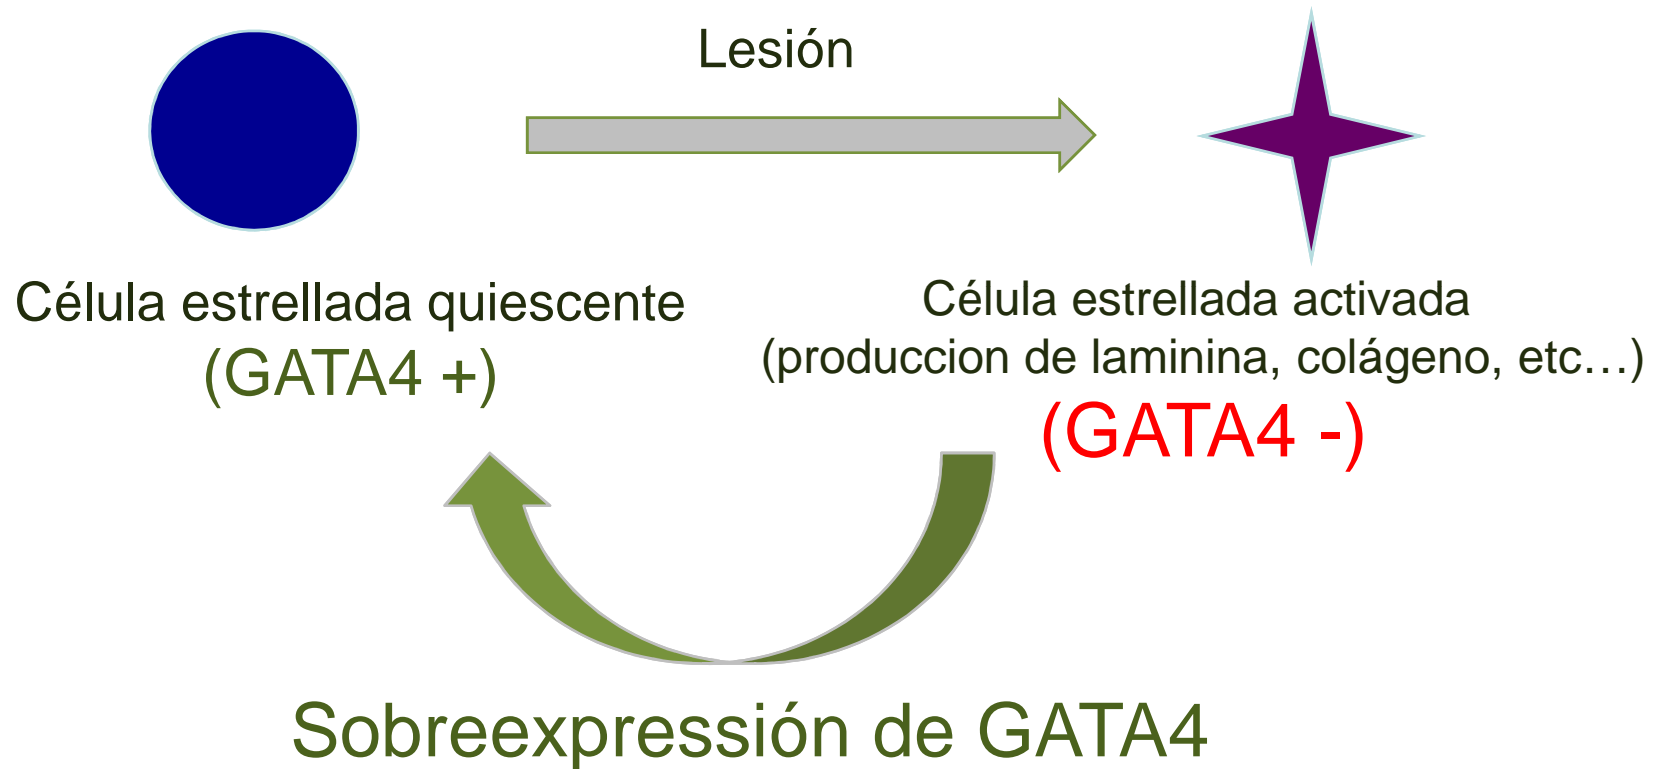 Lesión
Célula estrellada quiescente
(GATA4 +)
Célula estrellada activada
(produccion de laminina, colágeno, etc…)
(GATA4 -)
Sobreexpressión de GATA4